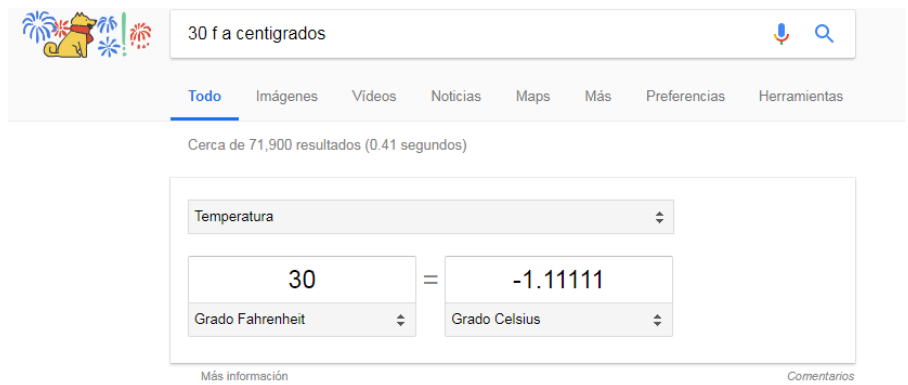 30 f a centigrados
Todo Imágenes Vídeos Noticias Maps Más Preferencias Herramientas
Cerca de 71,900 resultados (0.41 segundos)
Temperatura
30 = -1.11111
Grado Fahrenheit Grado Celsius
Más información Comentarios